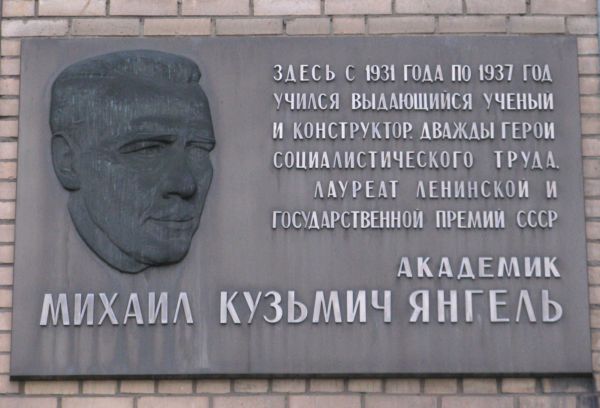 ЗДЕСЬ С 1931 ГОДА ПО 1937 ГОД
УЧИЛСЯ ВЫДАЮЩИЙСЯ УЧЕНЫЙ
И КОНСТРУКТОР, ДВАЖДЫ ГЕРОЙ
СОЦИАЛИСТИЧЕСКОГО ТРУДА,
ЛАУРЕАТ ЛЕНИНСКОЙ И
ГОСУДАРСТВЕННОЙ ПРЕМИЙ СССР
АКАДЕМИК
МИХАИЛ КУЗЬМИЧ ЯНГЕЛЬ